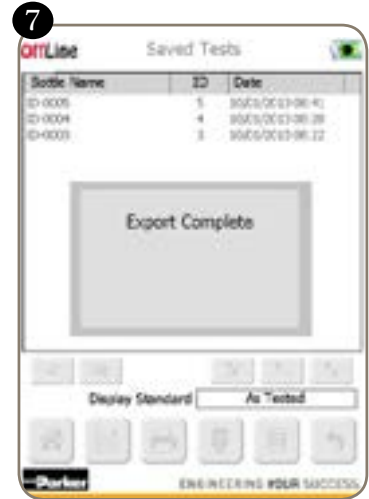 7
OffLine Saved Tests
Bottle Name ID Date
ID-0005 5
ID-0004 4
ID-0003 3
Export Complete
Display Standard As Tested
Parker ENGINEERING YOUR SUCCESS